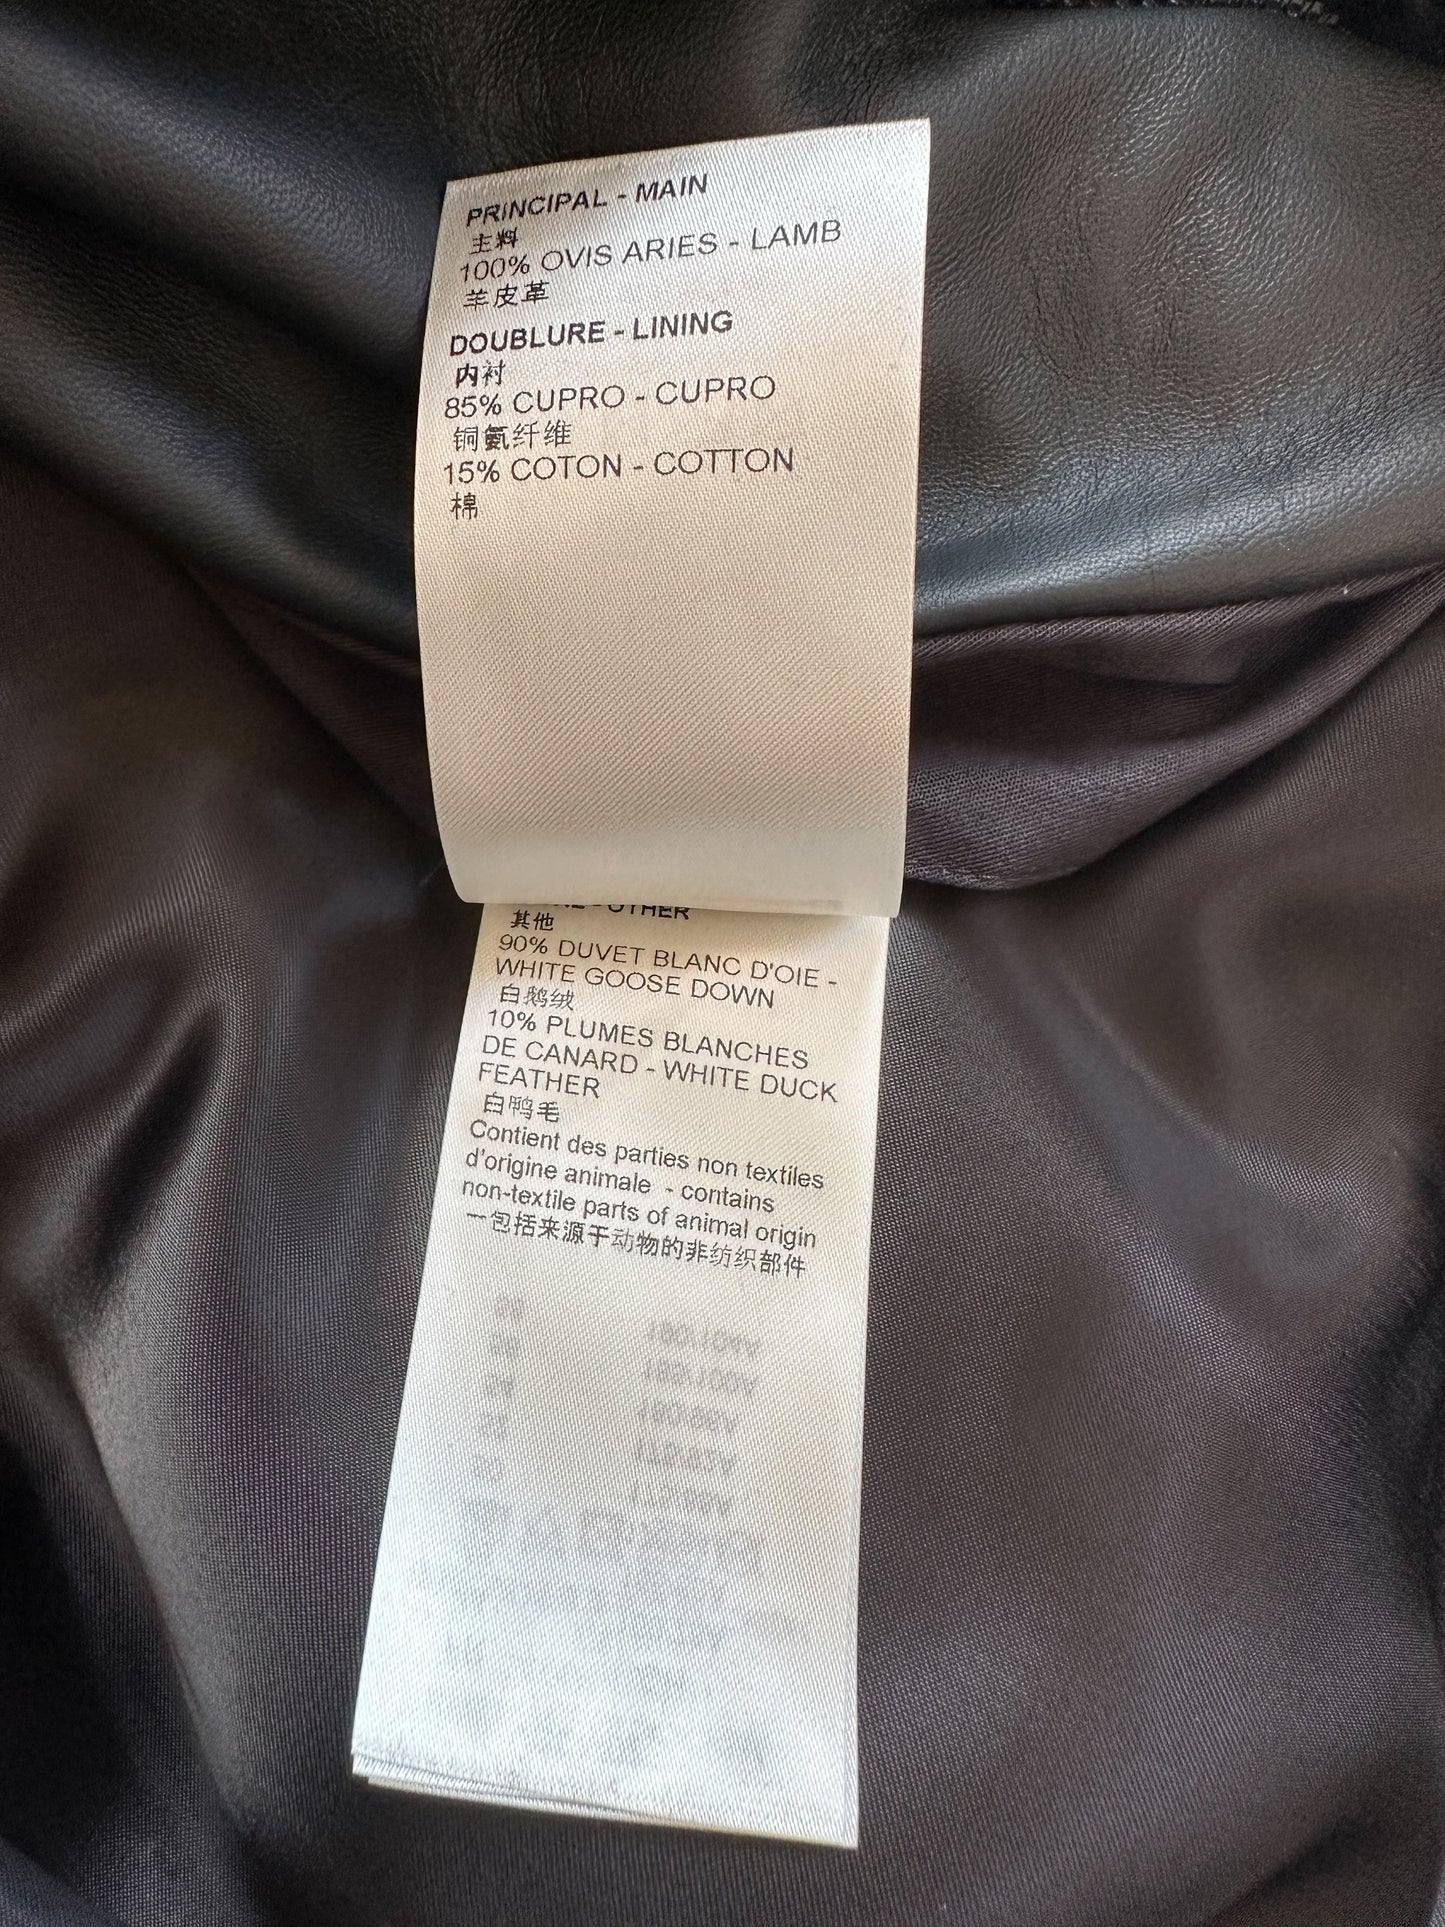 PRINCIPAL - MAIN
主料
100% OVIS ARIES - LAMB
羊皮革
DOUBLURE - LINING
内衬
85% CUPRO - CUPRO
铜氨纤维
15% COTON - COTTON
棉
- OTHER
其他
90% DUVET BLANC D'OIE -
WHITE GOOSE DOWN
白鹅绒
10% PLUMES BLANCHES
DE CANARD - WHITE DUCK
FEATHER
白鸭毛
Contient des parties non textiles
d'origine animale - contains
non-textile parts of animal origin
一包括来源于动物的非纺织部件